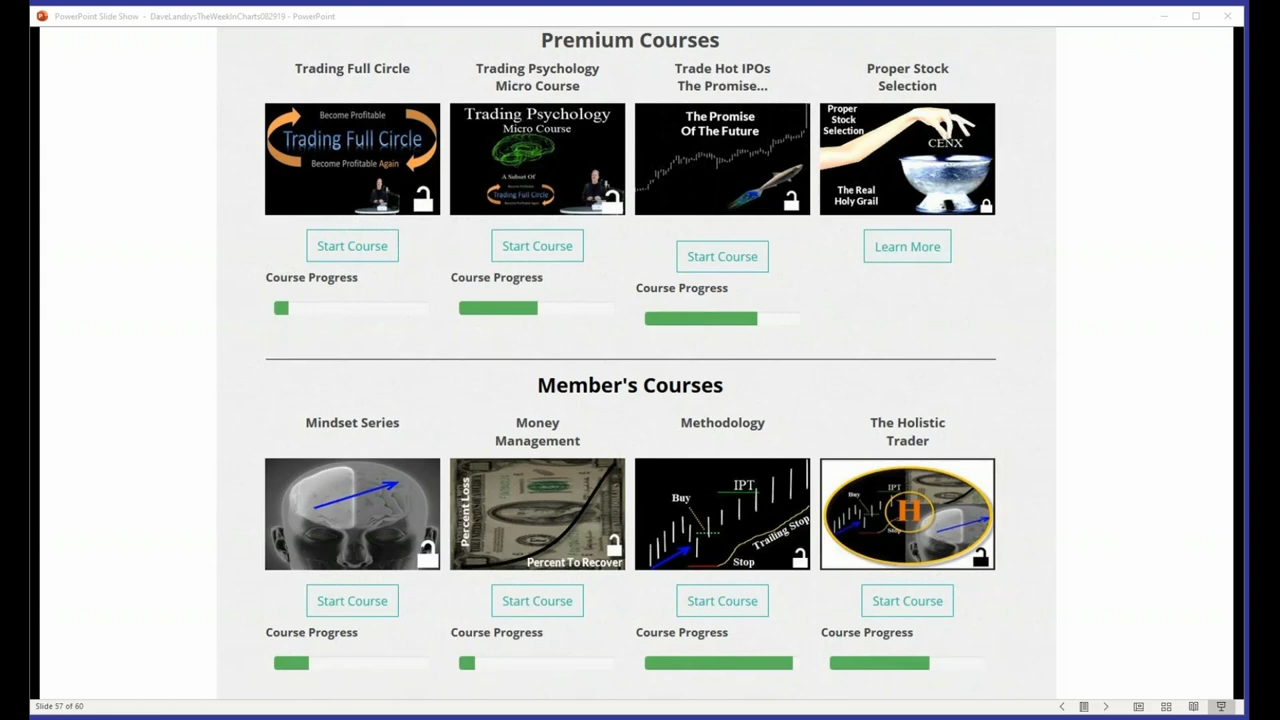 PowerPoint Slide Show - DaveLandrysTheWeekInCharts082919 - PowerPoint
Premium Courses
Trading Full Circle
Become Profitable
Trading Full Circle
Become Profitable Again
Start Course
Course Progress
Trading Psychology
Micro Course
Trading Psychology
Micro Course
A Subset Of
Become Profitable
Trading Full Circle
Become Profitable Again
Start Course
Course Progress
Trade Hot IPOs
The Promise...
The Promise
Of The Future
Start Course
Course Progress
Proper Stock
Selection
Proper
Stock
Selection
CENX
The Real
Holy Grail
Learn More
Member's Courses
Mindset Series
Start Course
Course Progress
Money
Management
Percent Loss
Percent To Recover
Start Course
Course Progress
Methodology
IPT
Buy
Trailing Stop
Stop
Start Course
Course Progress
The Holistic
Trader
Buy
IPT
H
Stop
Start Course
Course Progress
Slide 57 of 60